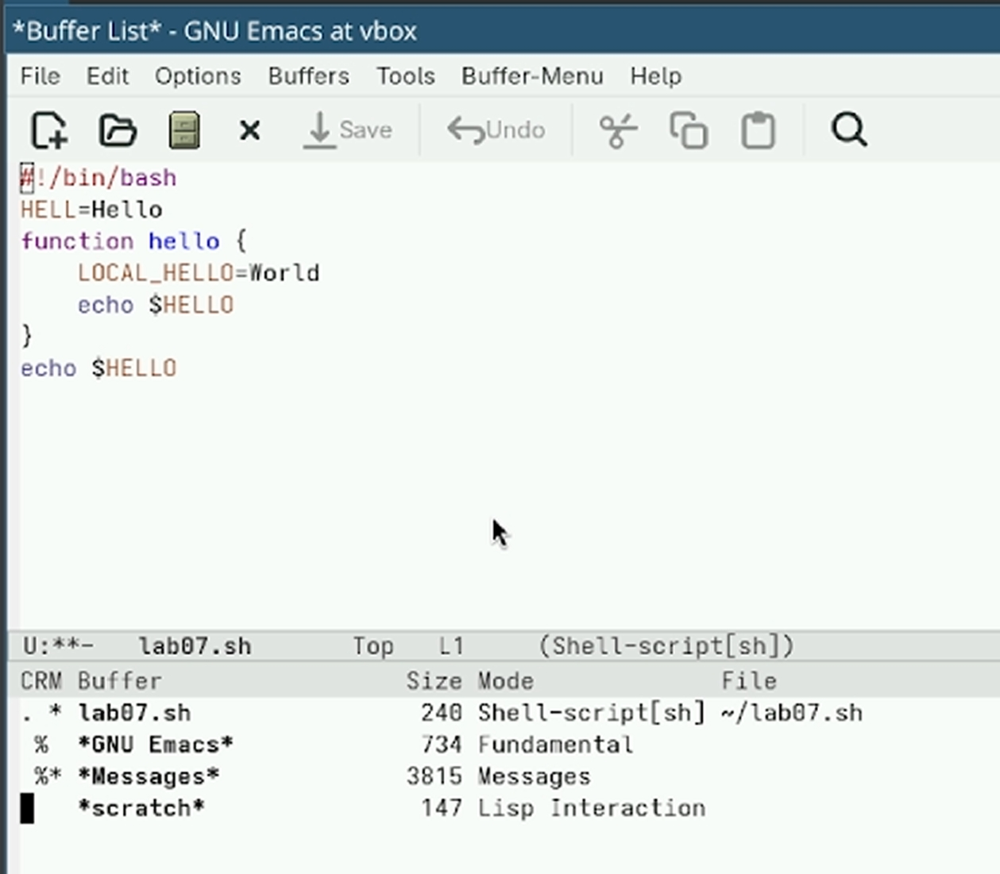 *Buffer List* - GNU Emacs at vbox
File Edit Options Buffers Tools Buffer-Menu Help
Save Undo
#!/bin/bash
HELL=Hello
function hello {
    LOCAL_HELLO=World
    echo $HELLO
}
echo $HELLO
U:**-   lab07.sh       Top   L1      (Shell-script[sh])
CRM Buffer                 Size Mode             File
. * lab07.sh                240 Shell-script[sh] ~/lab07.sh
 %  *GNU Emacs*             734 Fundamental
 %* *Messages*             3815 Messages
    *scratch*               147 Lisp Interaction